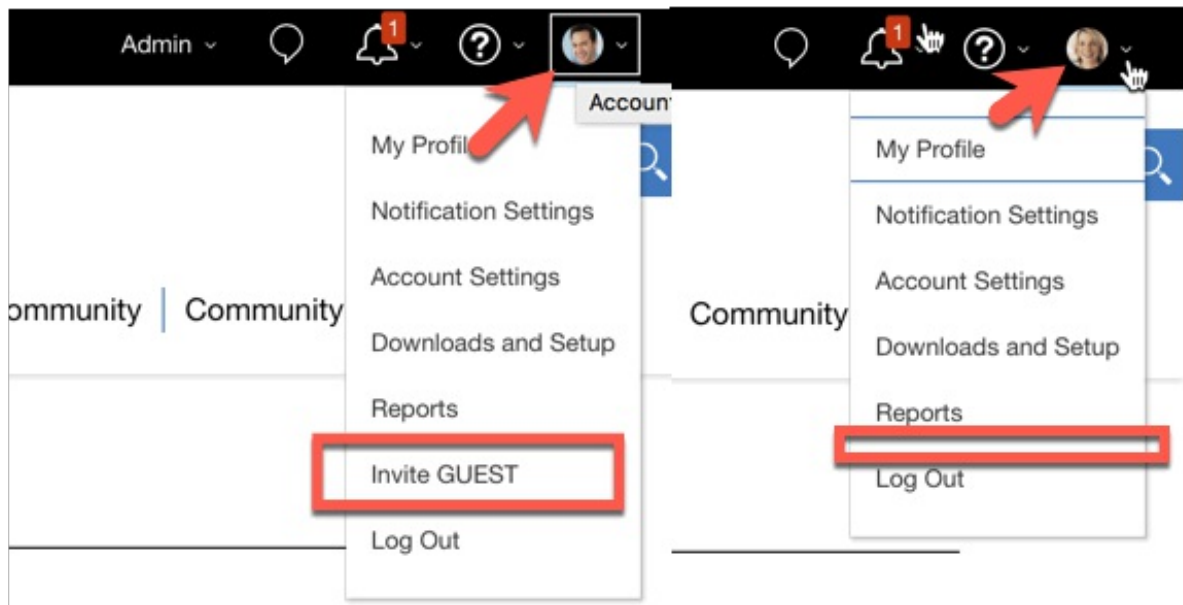 Admin
1
?
Account
My Profil
Notification Settings
Account Settings
ommunity
Community
Downloads and Setup
Reports
Invite GUEST
Log Out
1
?
My Profile
Notification Settings
Account Settings
Community
Downloads and Setup
Reports
Log Out